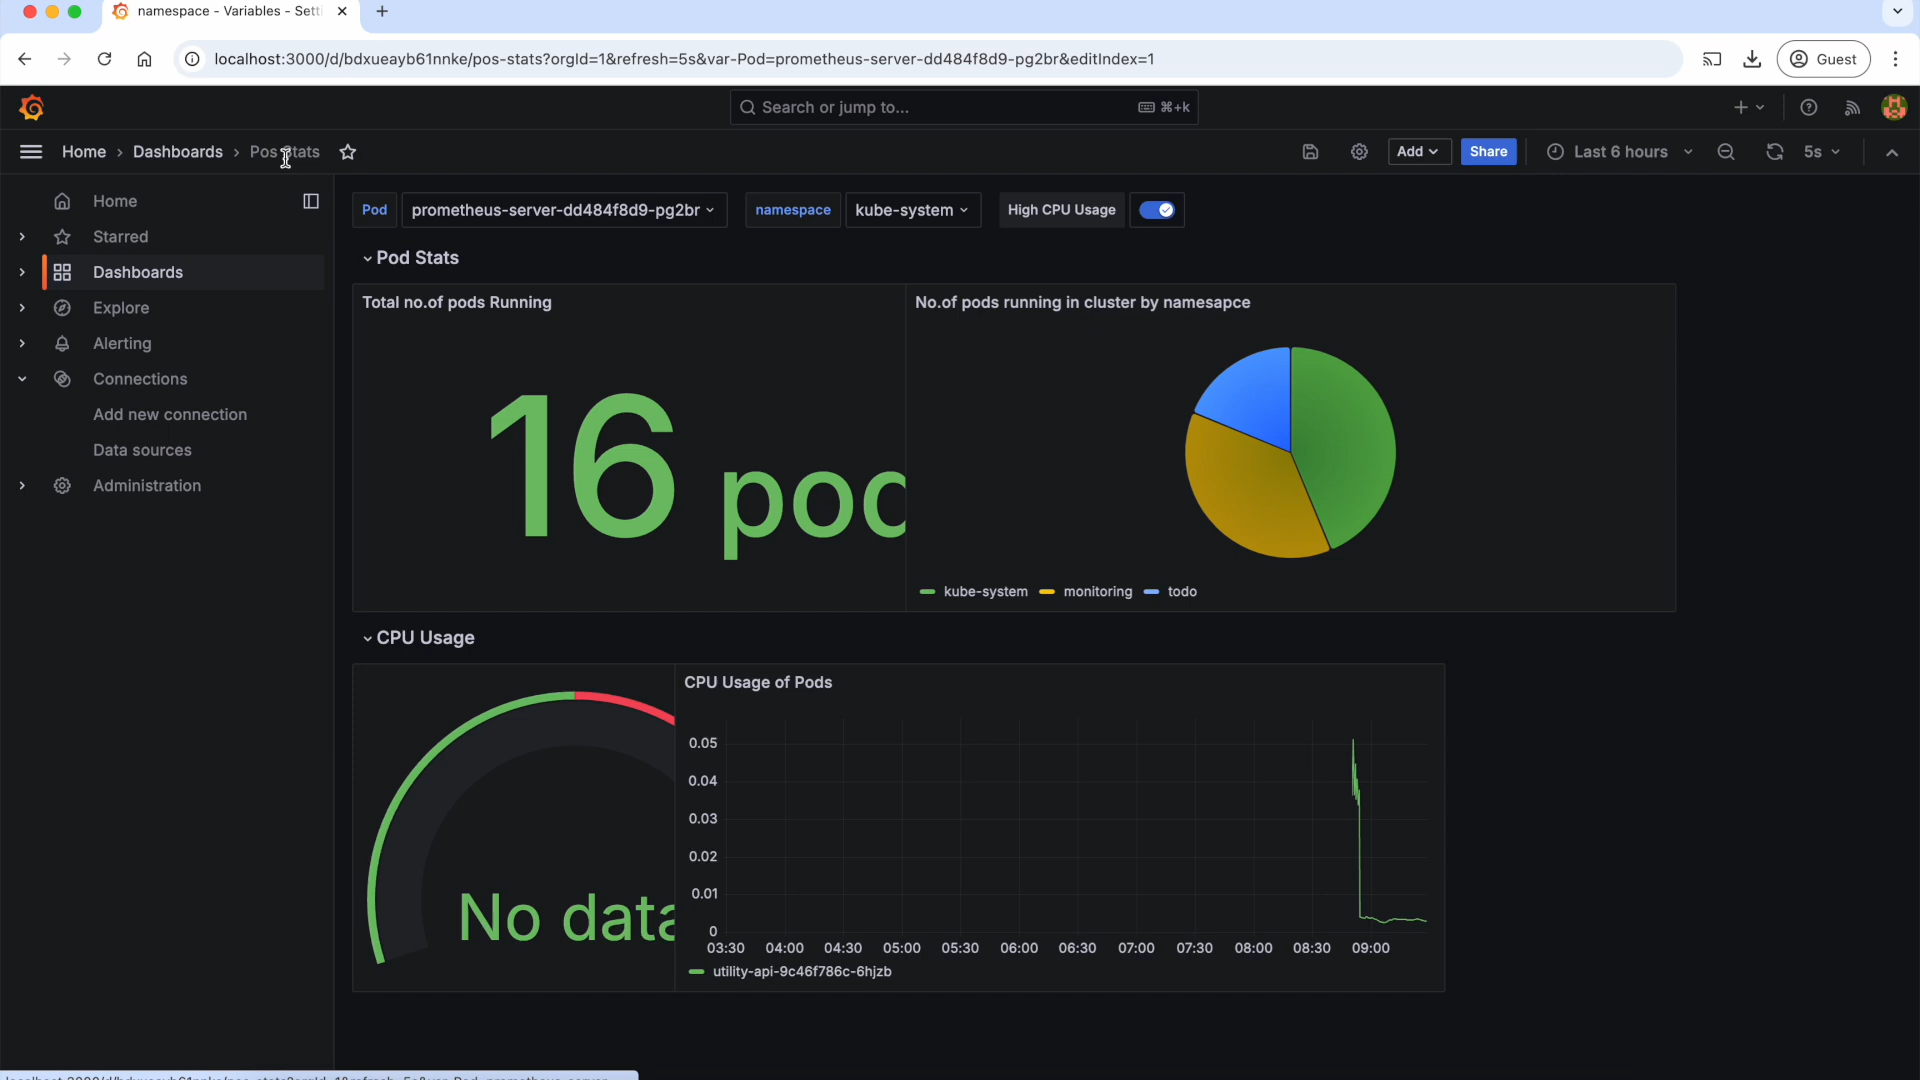 namespace - Variables - Sett
localhost:3000/d/bdxueayb61nnke/pos-stats?orgId=1&refresh=5s&var-Pod=prometheus-server-dd484f8d9-pg2br&editIndex=1
Guest
Search or jump to...
⌘+k
Home › Dashboards › Pos Stats
Add
Share
Last 6 hours
5s
Home
Starred
Dashboards
Explore
Alerting
Connections
Add new connection
Data sources
Administration
Pod
prometheus-server-dd484f8d9-pg2br
namespace
kube-system
High CPU Usage
Pod Stats
Total no.of pods Running
16 pod
No.of pods running in cluster by namesapce
kube-system
monitoring
todo
CPU Usage
No data
CPU Usage of Pods
0.05
0.04
0.03
0.02
0.01
0
03:30 04:00 04:30 05:00 05:30 06:00 06:30 07:00 07:30 08:00 08:30 09:00
utility-api-9c46f786c-6hjzb